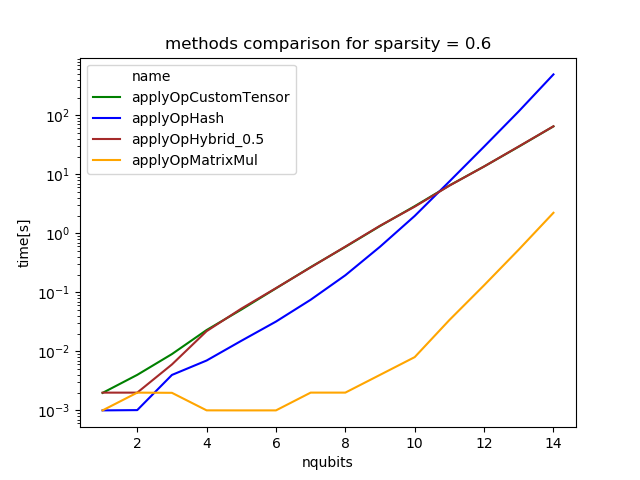 methods comparison for sparsity = 0.6
name
applyOpCustomTensor
applyOpHash
applyOpHybrid_0.5
applyOpMatrixMul
time[s]
10²
10¹
10⁰
10⁻¹
10⁻²
10⁻³
2 4 6 8 10 12 14
nqubits